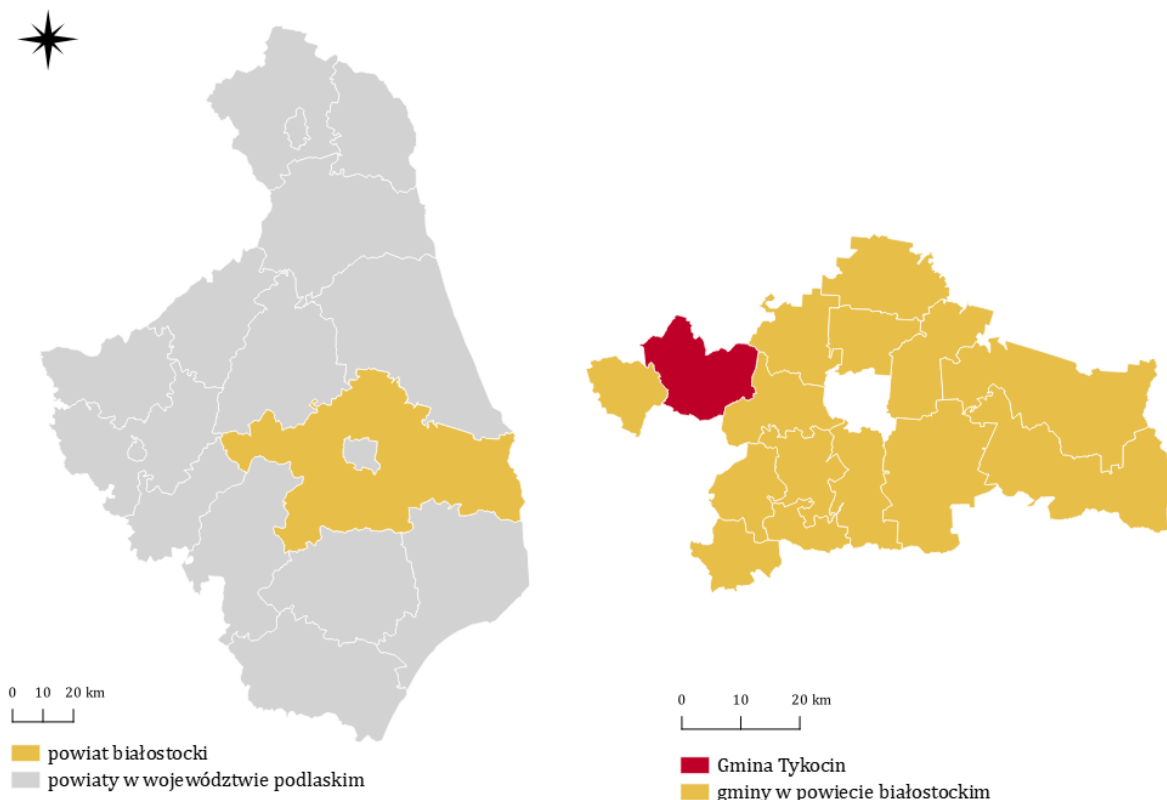 0 10 20 km
powiat białostocki
powiaty w województwie podlaskim
0 10 20 km
Gmina Tykocin
gminy w powiecie białostockim